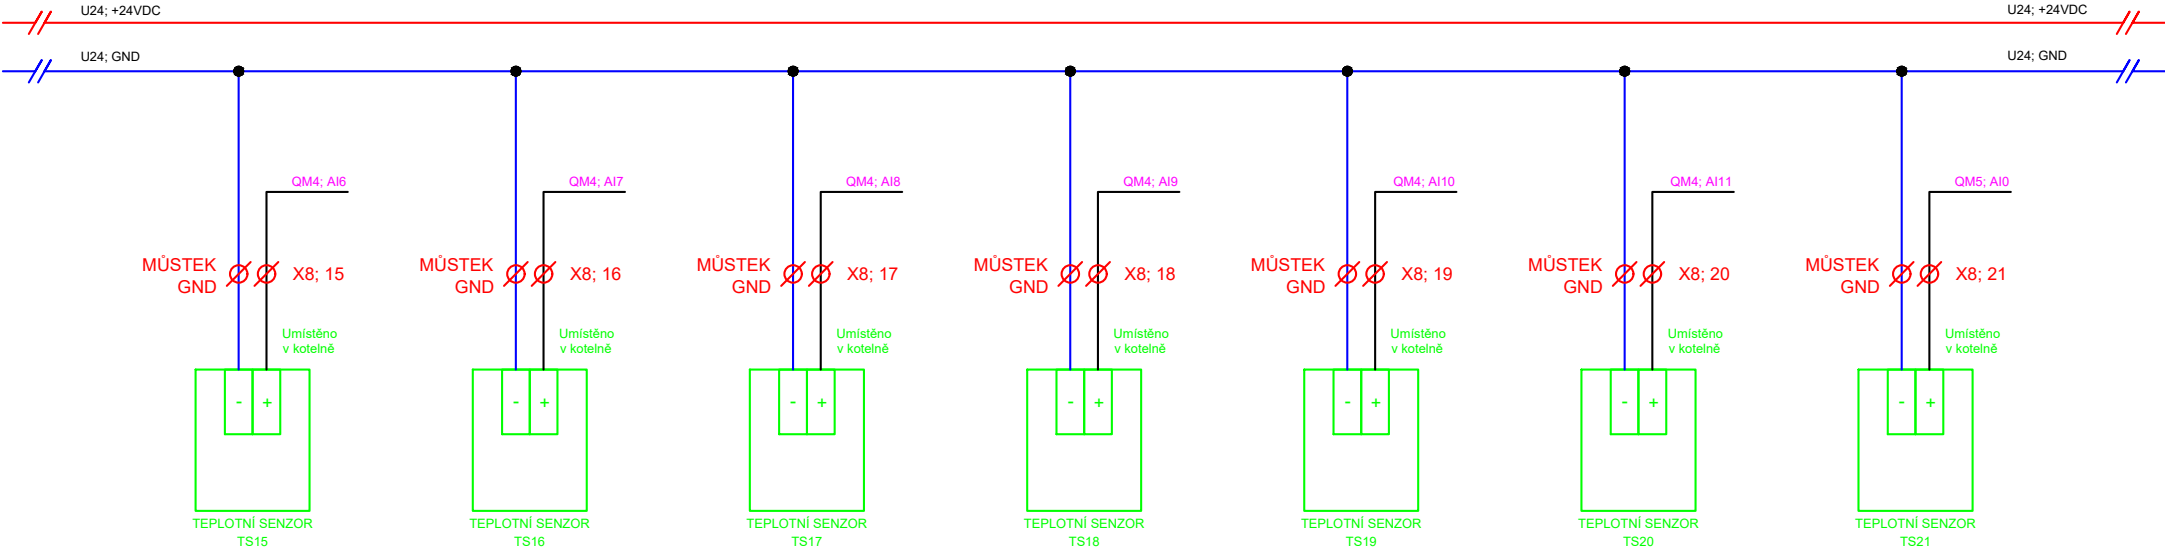 U24; +24VDC
U24; +24VDC
U24; GND
U24; GND
QM4; AI6
QM4; AI7
QM4; AI8
QM4; AI9
QM4; AI10
QM4; AI11
QM5; AI0
MŮSTEK
GND
X8; 15
MŮSTEK
GND
X8; 16
MŮSTEK
GND
X8; 17
MŮSTEK
GND
X8; 18
MŮSTEK
GND
X8; 19
MŮSTEK
GND
X8; 20
MŮSTEK
GND
X8; 21
Umístěno
v kotelně
Umístěno
v kotelně
Umístěno
v kotelně
Umístěno
v kotelně
Umístěno
v kotelně
Umístěno
v kotelně
Umístěno
v kotelně
- +
- +
- +
- +
- +
- +
- +
TEPLOTNÍ SENZOR
TS15
TEPLOTNÍ SENZOR
TS16
TEPLOTNÍ SENZOR
TS17
TEPLOTNÍ SENZOR
TS18
TEPLOTNÍ SENZOR
TS19
TEPLOTNÍ SENZOR
TS20
TEPLOTNÍ SENZOR
TS21